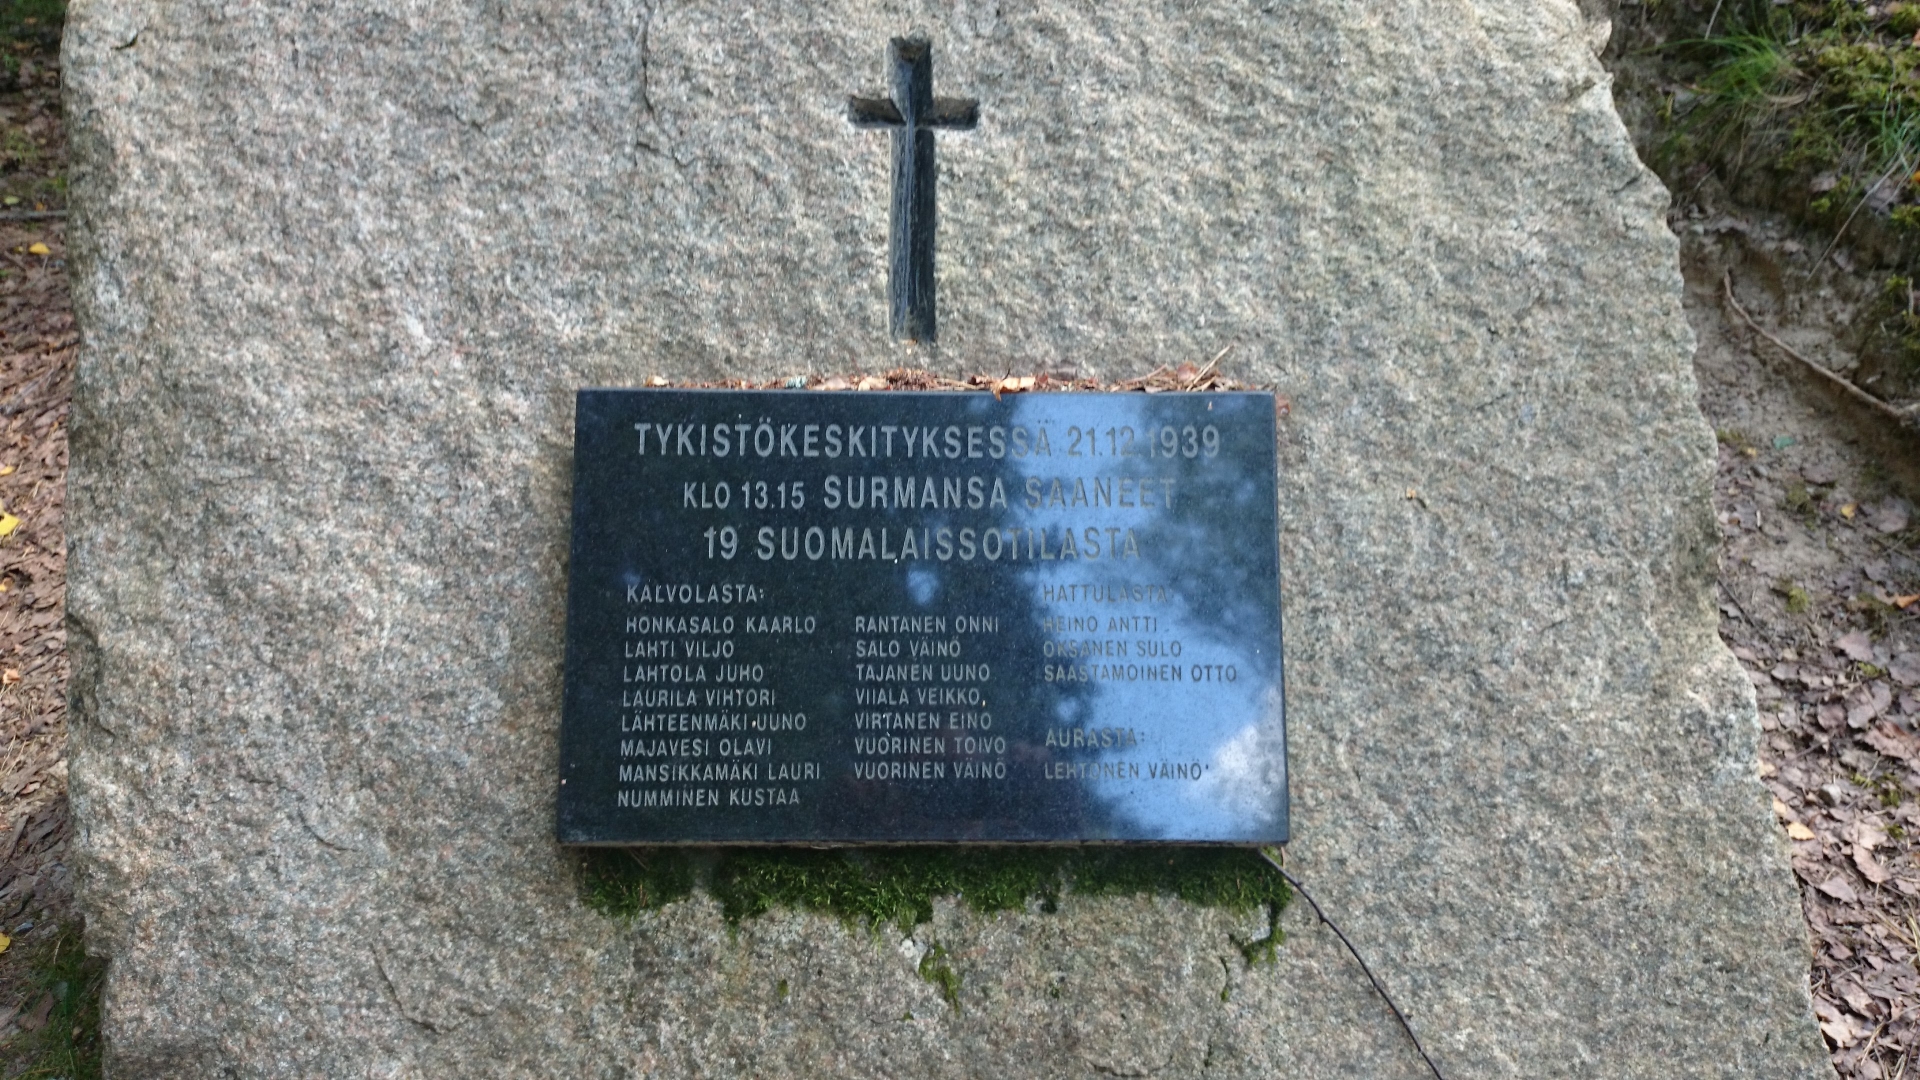 TYKISTÖKESKITYKSESSÄ 21.12.1939
KLO 13.15 SURMANSA SAANEET
19 SUOMALAISSOTILASTA
KALVOLASTA:
HONKASALO KAARLO
LAHTI VILJO
LAHTOLA JUHO
LAURILA VIHTORI
LÄHTEENMÄKI UUNO
MAJAVESI OLAVI
MANSIKKAMÄKI LAURI
NUMMINEN KUSTAA
RANTANEN ONNI
SALO VÄINÖ
TAJANEN UUNO
VIIALA VEIKKO
VIRTANEN EINO
VUORINEN TOIVO
VUORINEN VÄINÖ
HATTULASTA:
HEINO ANTTI
OKSANEN SULO
SAASTAMOINEN OTTO
AURASTA:
LEHTONEN VÄINÖ